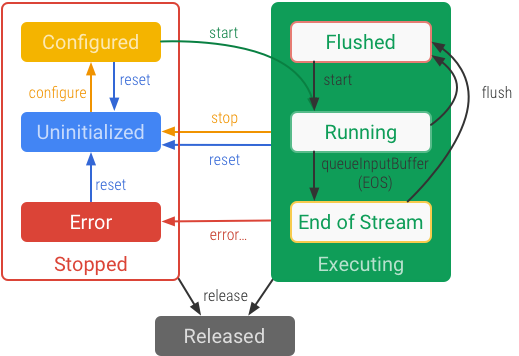 Configured
start
Flushed
configure
reset
start
flush
Uninitialized
stop
Running
reset
queueInputBuffer
(EOS)
reset
Error
error...
End of Stream
Stopped
Executing
release
Released